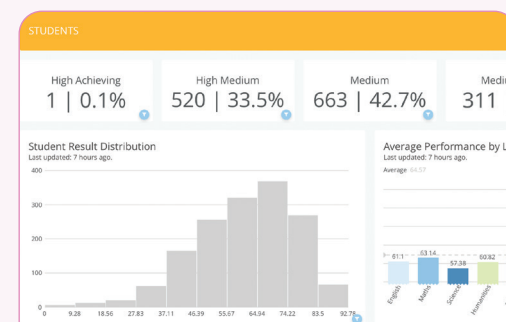 STUDENTS
High Achieving
1 | 0.1%
High Medium
520 | 33.5%
Medium
663 | 42.7%
Medi
311
Student Result Distribution
Last updated: 7 hours ago.
400
300
200
100
0
0 9.28 18.56 27.83 37.11 46.39 55.67 64.94 74.22 83.5 92.78
Average Performance by L
Last updated: 7 hours ago.
Average 64.57
61.1 63.14 57.38 60.82
English Maths Science Humanities